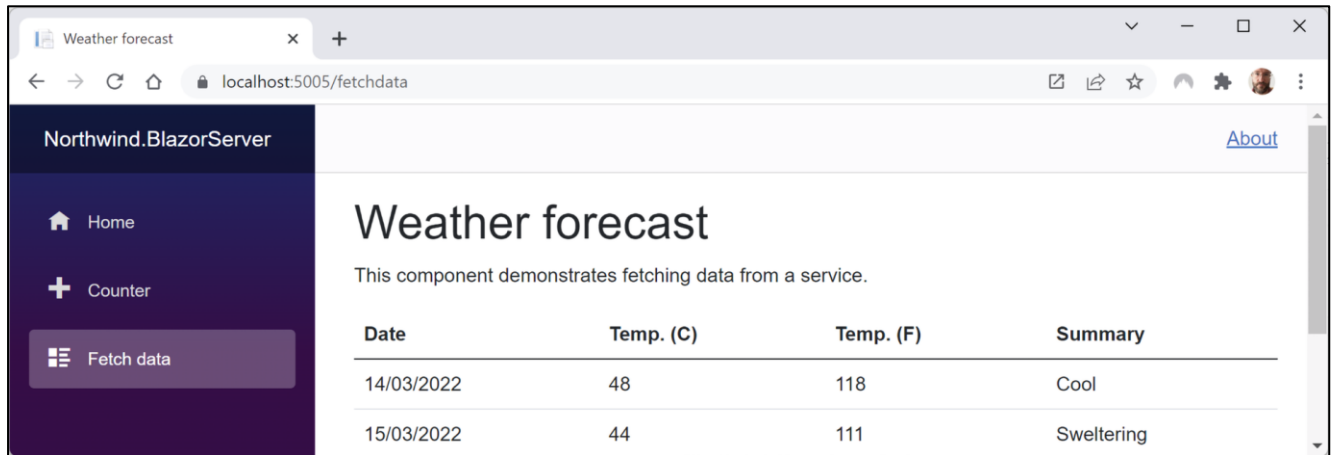 Weather forecast
localhost:5005/fetchdata
Northwind.BlazorServer
About
Home
Counter
Fetch data
Weather forecast
This component demonstrates fetching data from a service.
Date Temp. (C) Temp. (F) Summary
14/03/2022 48 118 Cool
15/03/2022 44 111 Sweltering